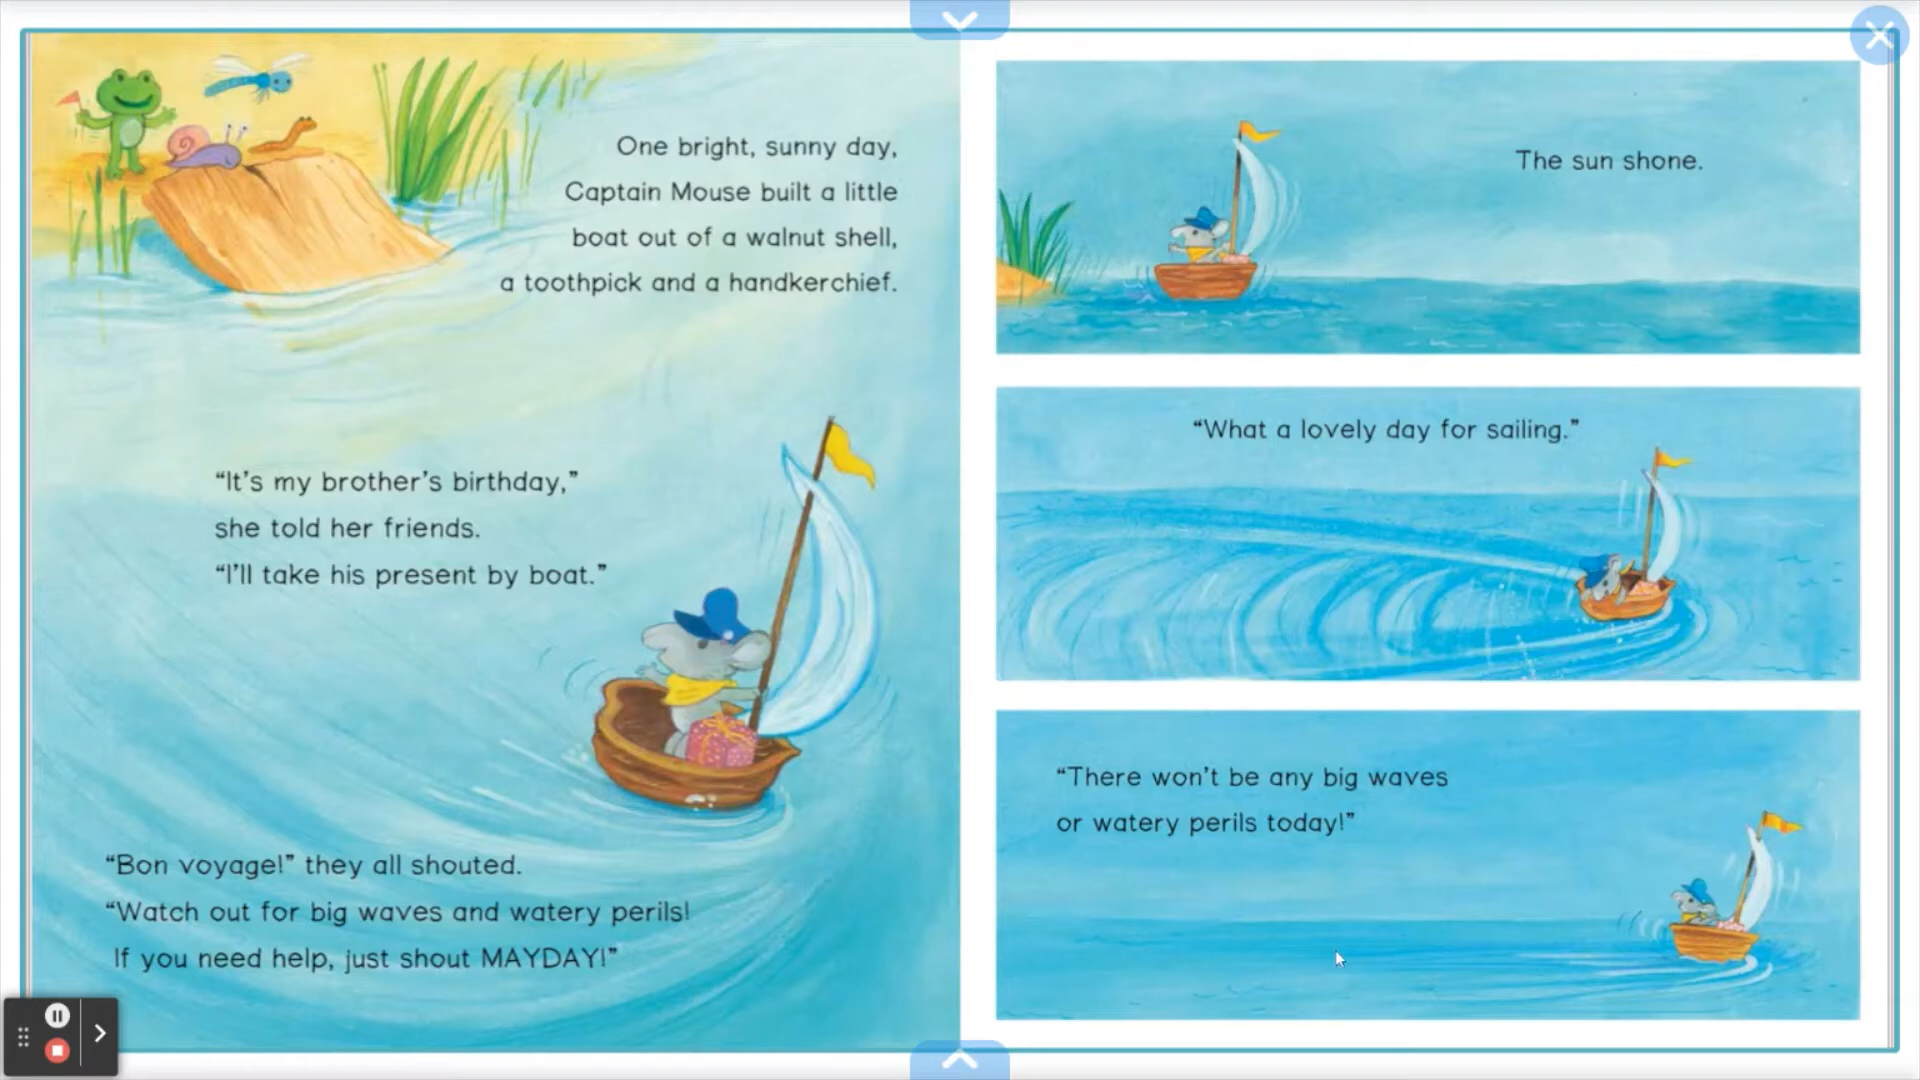 One bright, sunny day,
Captain Mouse built a little
boat out of a walnut shell,
a toothpick and a handkerchief.
“It’s my brother’s birthday,”
she told her friends.
“I’ll take his present by boat.”
“Bon voyage!” they all shouted.
“Watch out for big waves and watery perils!
If you need help, just shout MAYDAY!”
The sun shone.
“What a lovely day for sailing.”
“There won’t be any big waves
or watery perils today!”